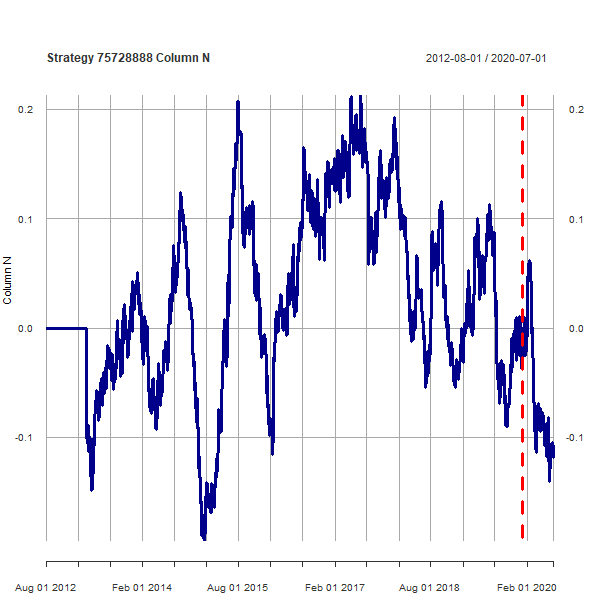 Strategy 75728888 Column N
2012-08-01 / 2020-07-01
0.2
0.2
0.1
0.1
Column N
0.0
0.0
-0.1
-0.1
Aug 01 2012
Feb 01 2014
Aug 01 2015
Feb 01 2017
Aug 01 2018
Feb 01 2020